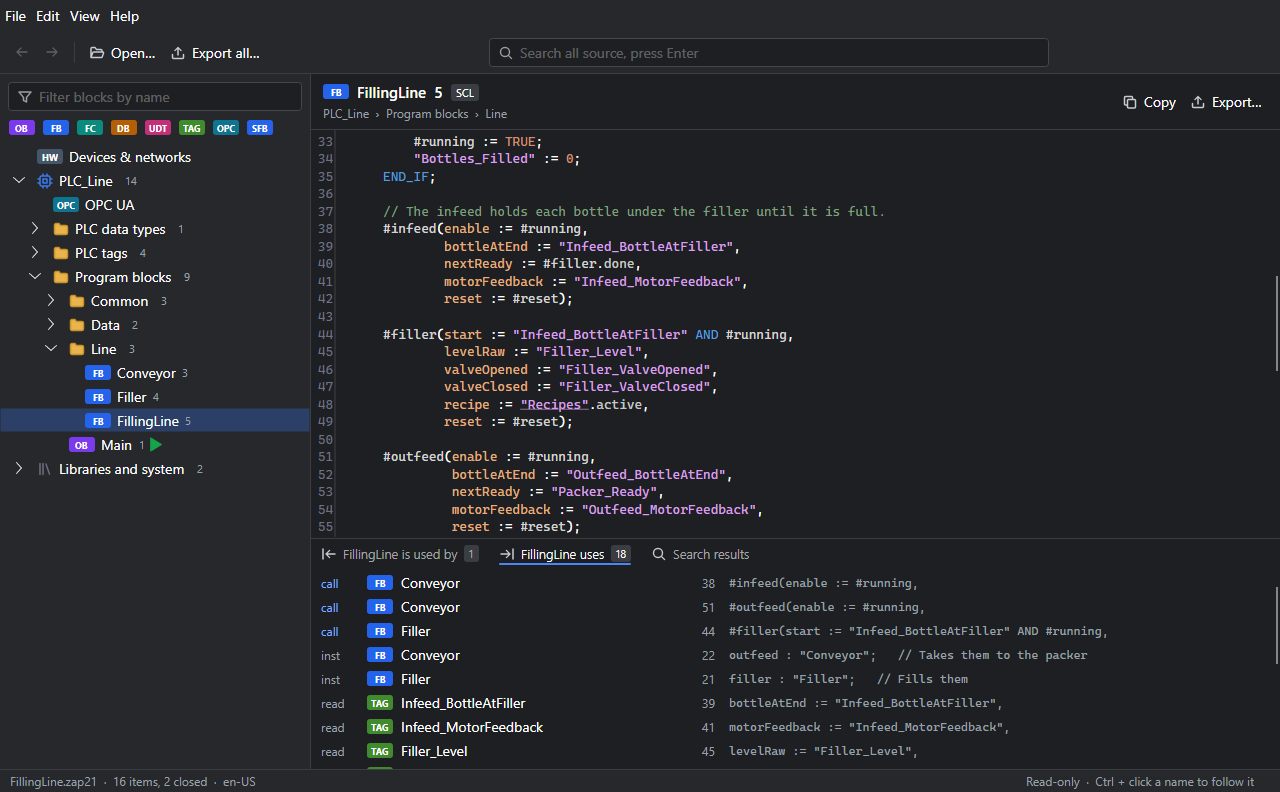 File Edit View Help
Open... Export all... Search all source, press Enter
Filter blocks by name
OB FB FC DB UDT TAG OPC SFB
HW Devices & networks
PLC_Line 14
OPC OPC UA
PLC data types 1
PLC tags 4
Program blocks 9
Common 3
Data 2
Line 3
FB Conveyor 3
FB Filler 4
FB FillingLine 5
OB Main 1
Libraries and system 2
FB FillingLine 5 SCL
PLC_Line › Program blocks › Line
Copy Export...
33 #running := TRUE;
34 "Bottles_Filled" := 0;
35 END_IF;
36
37 // The infeed holds each bottle under the filler until it is full.
38 #infeed(enable := #running,
39 bottleAtEnd := "Infeed_BottleAtFiller",
40 nextReady := #filler.done,
41 motorFeedback := "Infeed_MotorFeedback",
42 reset := #reset);
43
44 #filler(start := "Infeed_BottleAtFiller" AND #running,
45 levelRaw := "Filler_Level",
46 valveOpened := "Filler_ValveOpened",
47 valveClosed := "Filler_ValveClosed",
48 recipe := "Recipes".active,
49 reset := #reset);
50
51 #outfeed(enable := #running,
52 bottleAtEnd := "Outfeed_BottleAtEnd",
53 nextReady := "Packer_Ready",
54 motorFeedback := "Outfeed_MotorFeedback",
55 reset := #reset);
FillingLine is used by 1 FillingLine uses 18 Search results
call FB Conveyor 38 #infeed(enable := #running,
call FB Conveyor 51 #outfeed(enable := #running,
call FB Filler 44 #filler(start := "Infeed_BottleAtFiller" AND #running,
inst FB Conveyor 22 outfeed : "Conveyor"; // Takes them to the packer
inst FB Filler 21 filler : "Filler"; // Fills them
read TAG Infeed_BottleAtFiller 39 bottleAtEnd := "Infeed_BottleAtFiller",
read TAG Infeed_MotorFeedback 41 motorFeedback := "Infeed_MotorFeedback",
read TAG Filler_Level 45 levelRaw := "Filler_Level",
FillingLine.zap21 · 16 items, 2 closed · en-US
Read-only · Ctrl + click a name to follow it